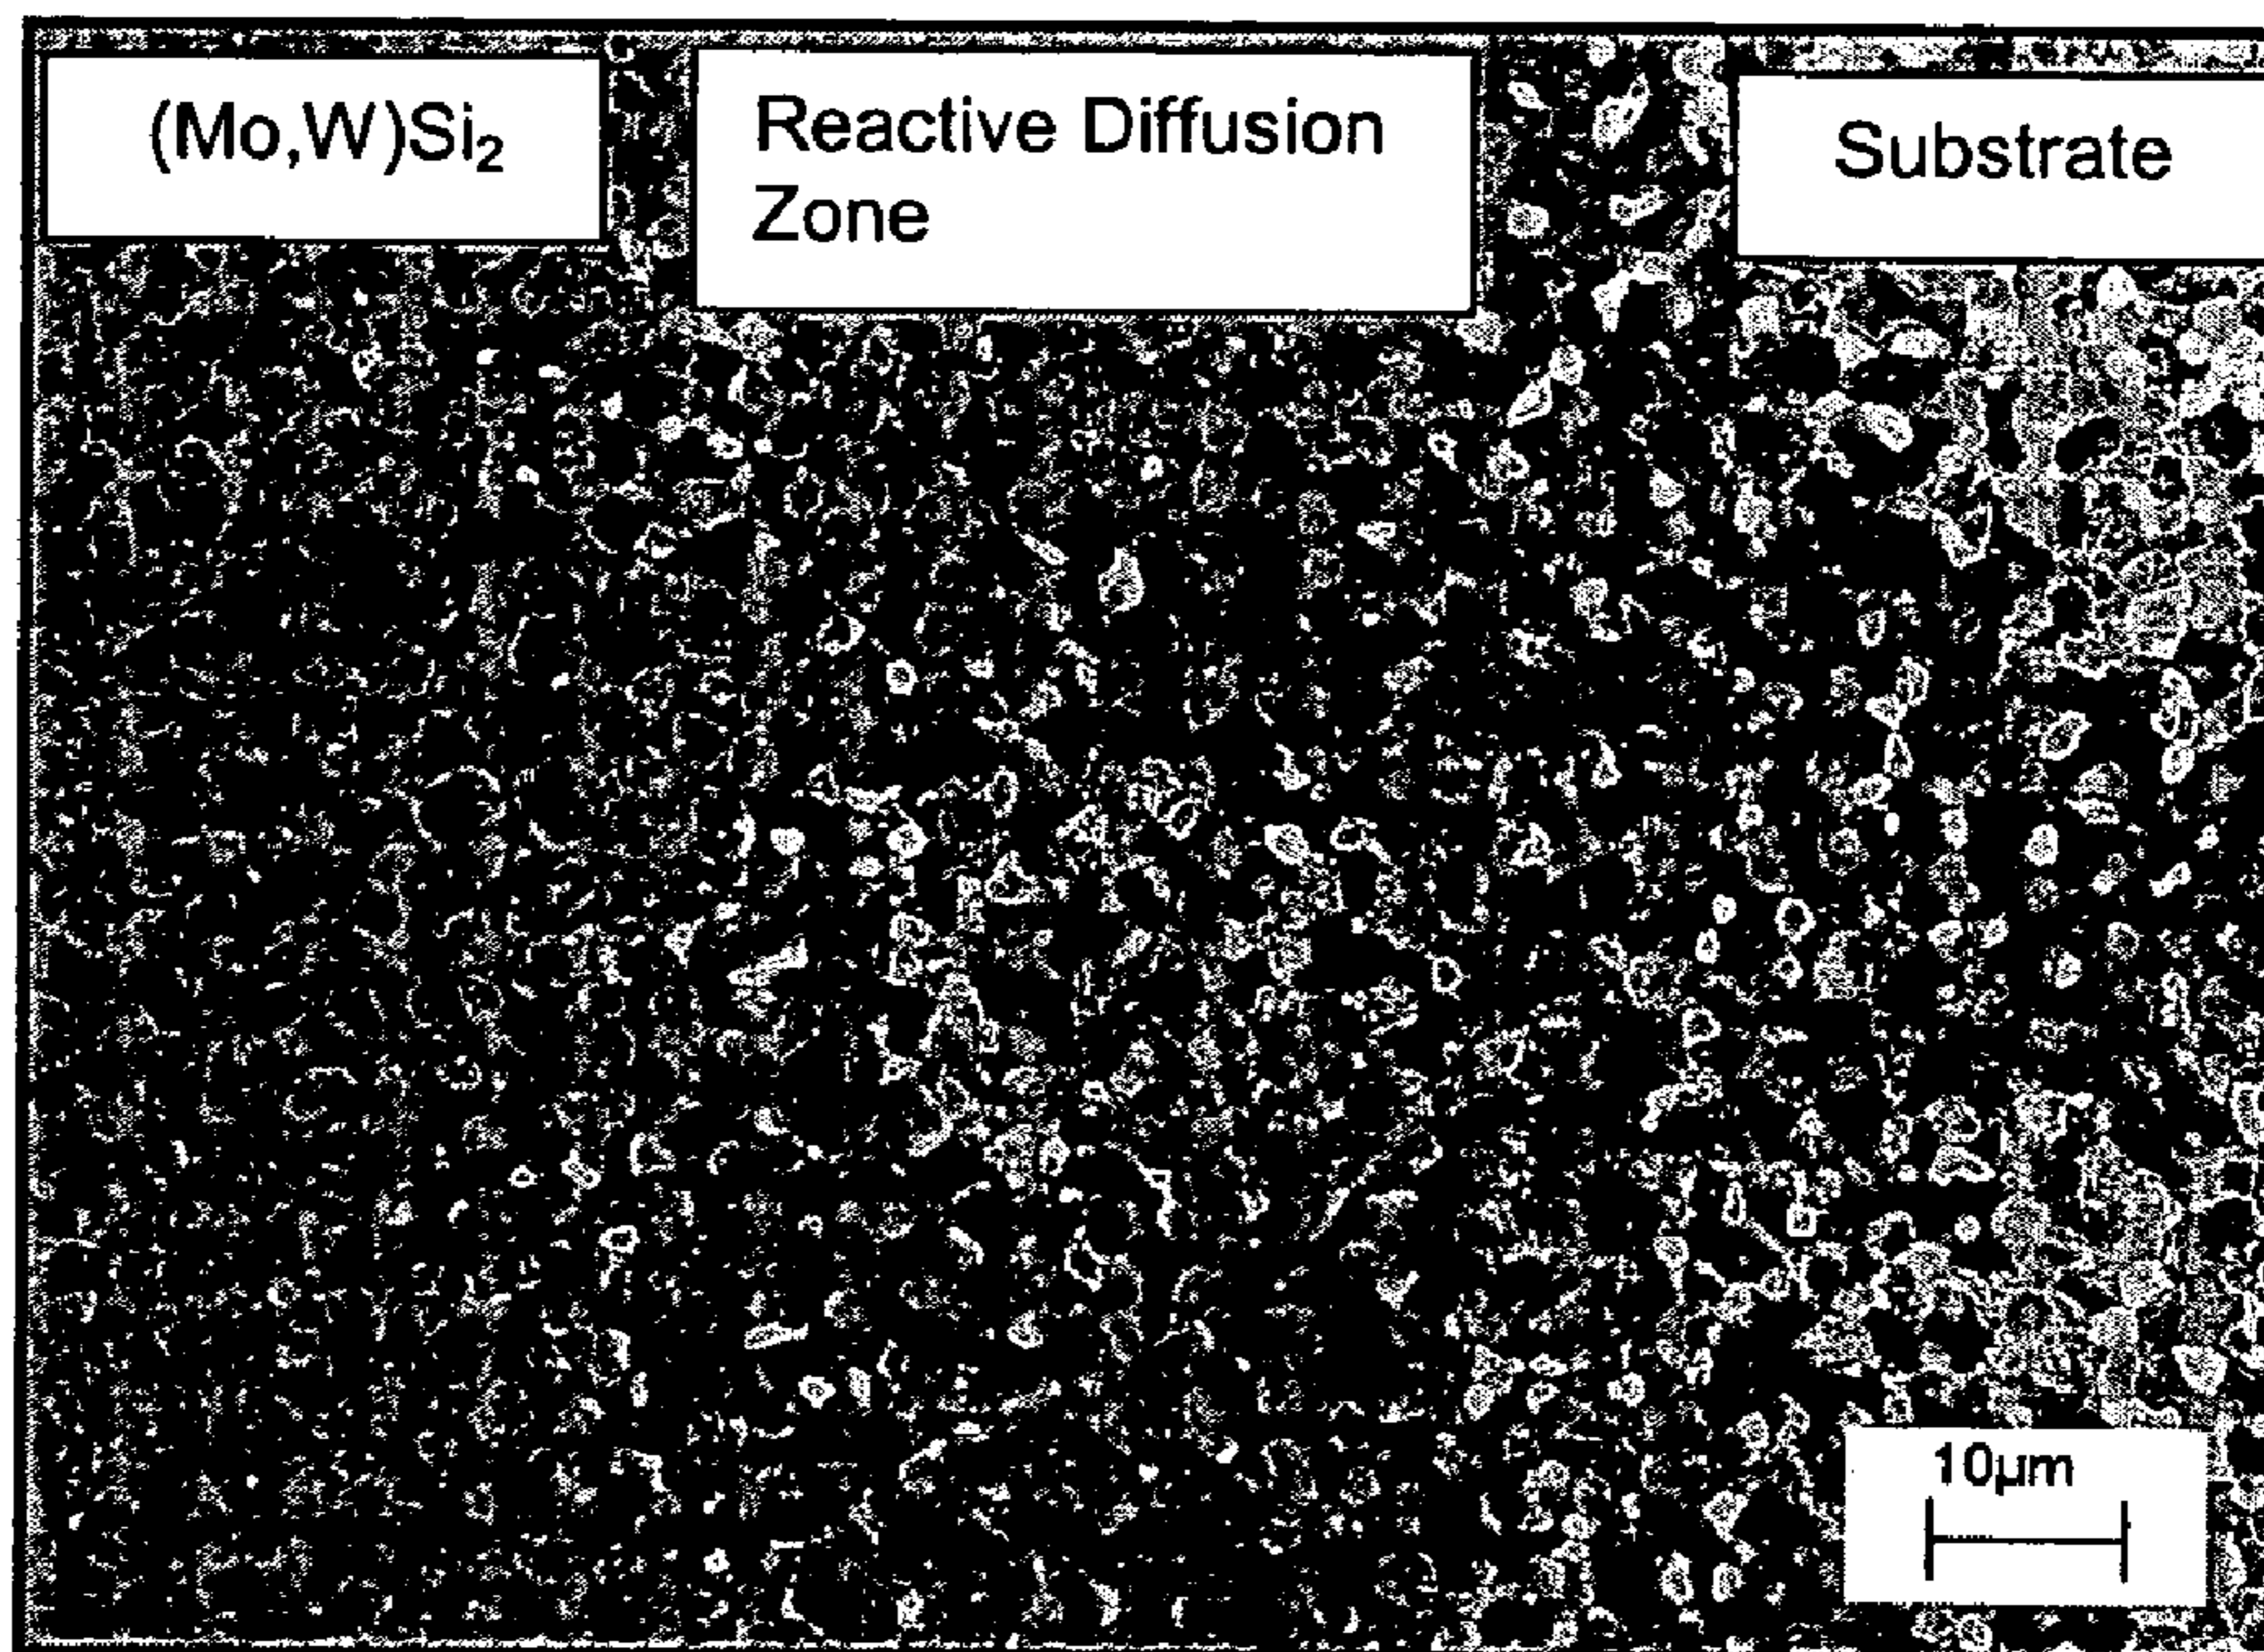 (Mo,W)Si₂
Reactive Diffusion
Zone
Substrate
10µm